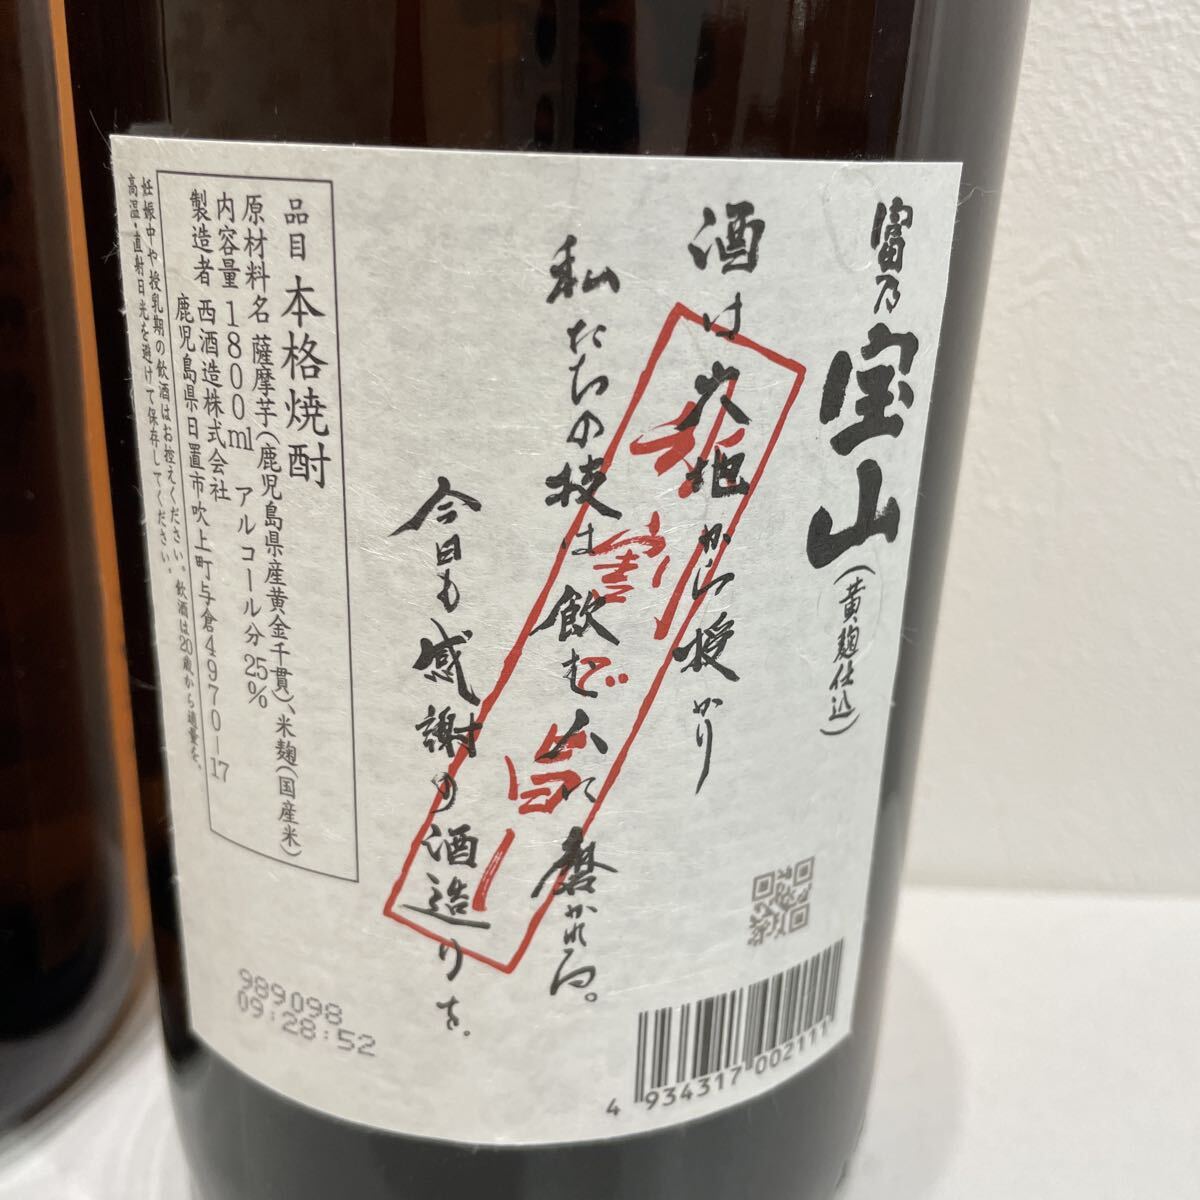 富乃宝山
(黄麹仕込)
酒は大地から授かり
私たちの技は飲む人に磨かれる。
今日も感謝の酒造りを。
割で旨
品目 本格焼酎
原材料名 薩摩芋(鹿児島県産黄金千貫)、米麹(国産米)
内容量 1800ml アルコール分25%
製造者 西酒造株式会社
鹿児島県日置市吹上町与倉4970-17
妊娠中や授乳期の飲酒はお控えください。飲酒は20歳から適量を。
高温・直射日光を避けて保存してください。
989098
09:28:52
4 934317 002111